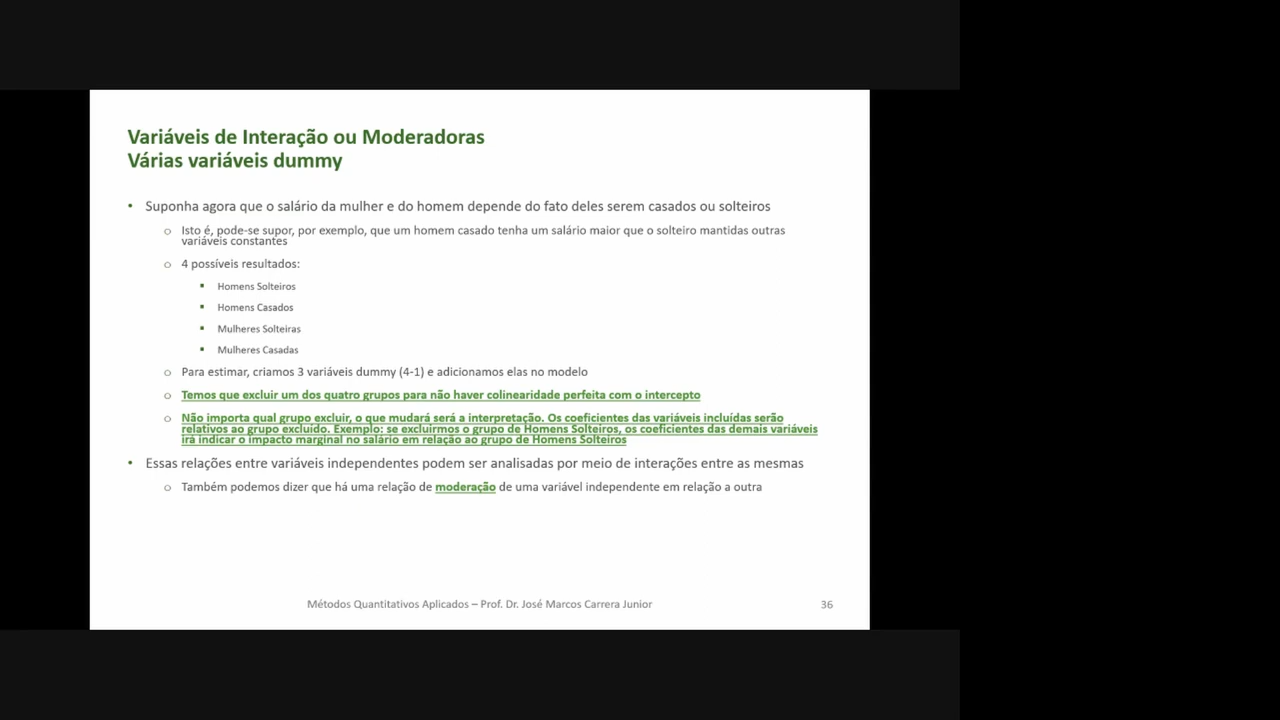 Variáveis de Interação ou Moderadoras
Várias variáveis dummy
• Suponha agora que o salário da mulher e do homem depende do fato deles serem casados ou solteiros
o Isto é, pode-se supor, por exemplo, que um homem casado tenha um salário maior que o solteiro mantidas outras
variáveis constantes
o 4 possíveis resultados:
▪ Homens Solteiros
▪ Homens Casados
▪ Mulheres Solteiras
▪ Mulheres Casadas
o Para estimar, criamos 3 variáveis dummy (4-1) e adicionamos elas no modelo
o Temos que excluir um dos quatro grupos para não haver colinearidade perfeita com o intercepto
o Não importa qual grupo excluir, o que mudará será a interpretação. Os coeficientes das variáveis incluídas serão
relativos ao grupo excluído. Exemplo: se excluirmos o grupo de Homens Solteiros, os coeficientes das demais variáveis
irá indicar o impacto marginal no salário em relação ao grupo de Homens Solteiros
• Essas relações entre variáveis independentes podem ser analisadas por meio de interações entre as mesmas
o Também podemos dizer que há uma relação de moderação de uma variável independente em relação a outra
Métodos Quantitativos Aplicados – Prof. Dr. José Marcos Carrera Junior
36